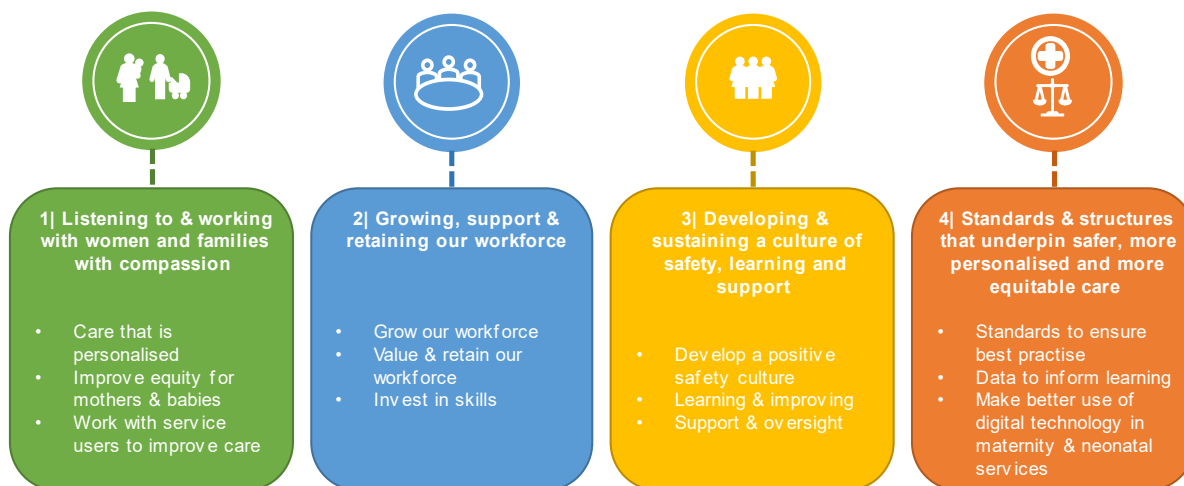 1| Listening to & working
with women and families
with compassion
• Care that is
personalised
• Improve equity for
mothers & babies
• Work with service
users to improve care
2| Growing, support &
retaining our workforce
• Grow our workforce
• Value & retain our
workforce
• Invest in skills
3| Developing &
sustaining a culture of
safety, learning and
support
• Develop a positive
safety culture
• Learning & improving
• Support & oversight
4| Standards & structures
that underpin safer, more
personalised and more
equitable care
• Standards to ensure
best practise
• Data to inform learning
• Make better use of
digital technology in
maternity & neonatal
services